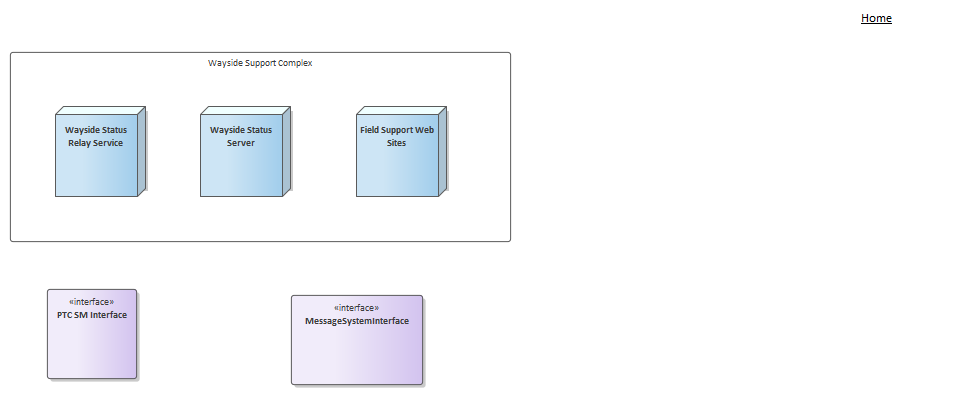 Home
Wayside Support Complex
Wayside Status
Relay Service
Wayside Status
Server
Field Support Web
Sites
«interface»
PTC SM Interface
«interface»
MessageSystemInterface